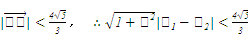 |□□| < 4√3/3 , ∴ √(1 + □²) |□₁ − □₂| < 4√3/3